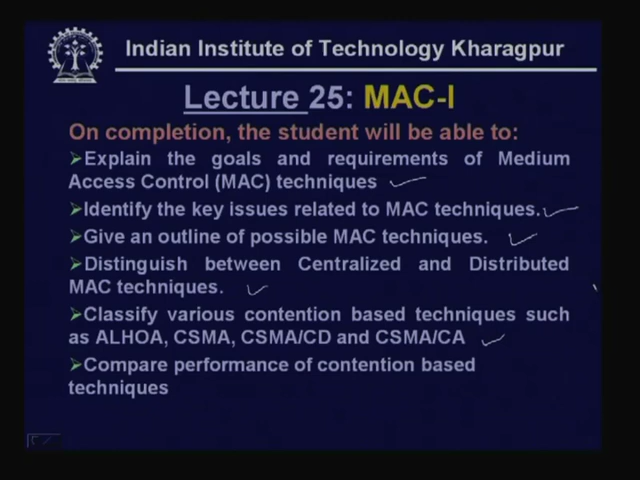 Indian Institute of Technology Kharagpur
Lecture 25: MAC-I
On completion, the student will be able to:
➢Explain the goals and requirements of Medium
Access Control (MAC) techniques
➢Identify the key issues related to MAC techniques.
➢Give an outline of possible MAC techniques.
➢Distinguish between Centralized and Distributed
MAC techniques.
➢Classify various contention based techniques such
as ALHOA, CSMA, CSMA/CD and CSMA/CA
➢Compare performance of contention based
techniques